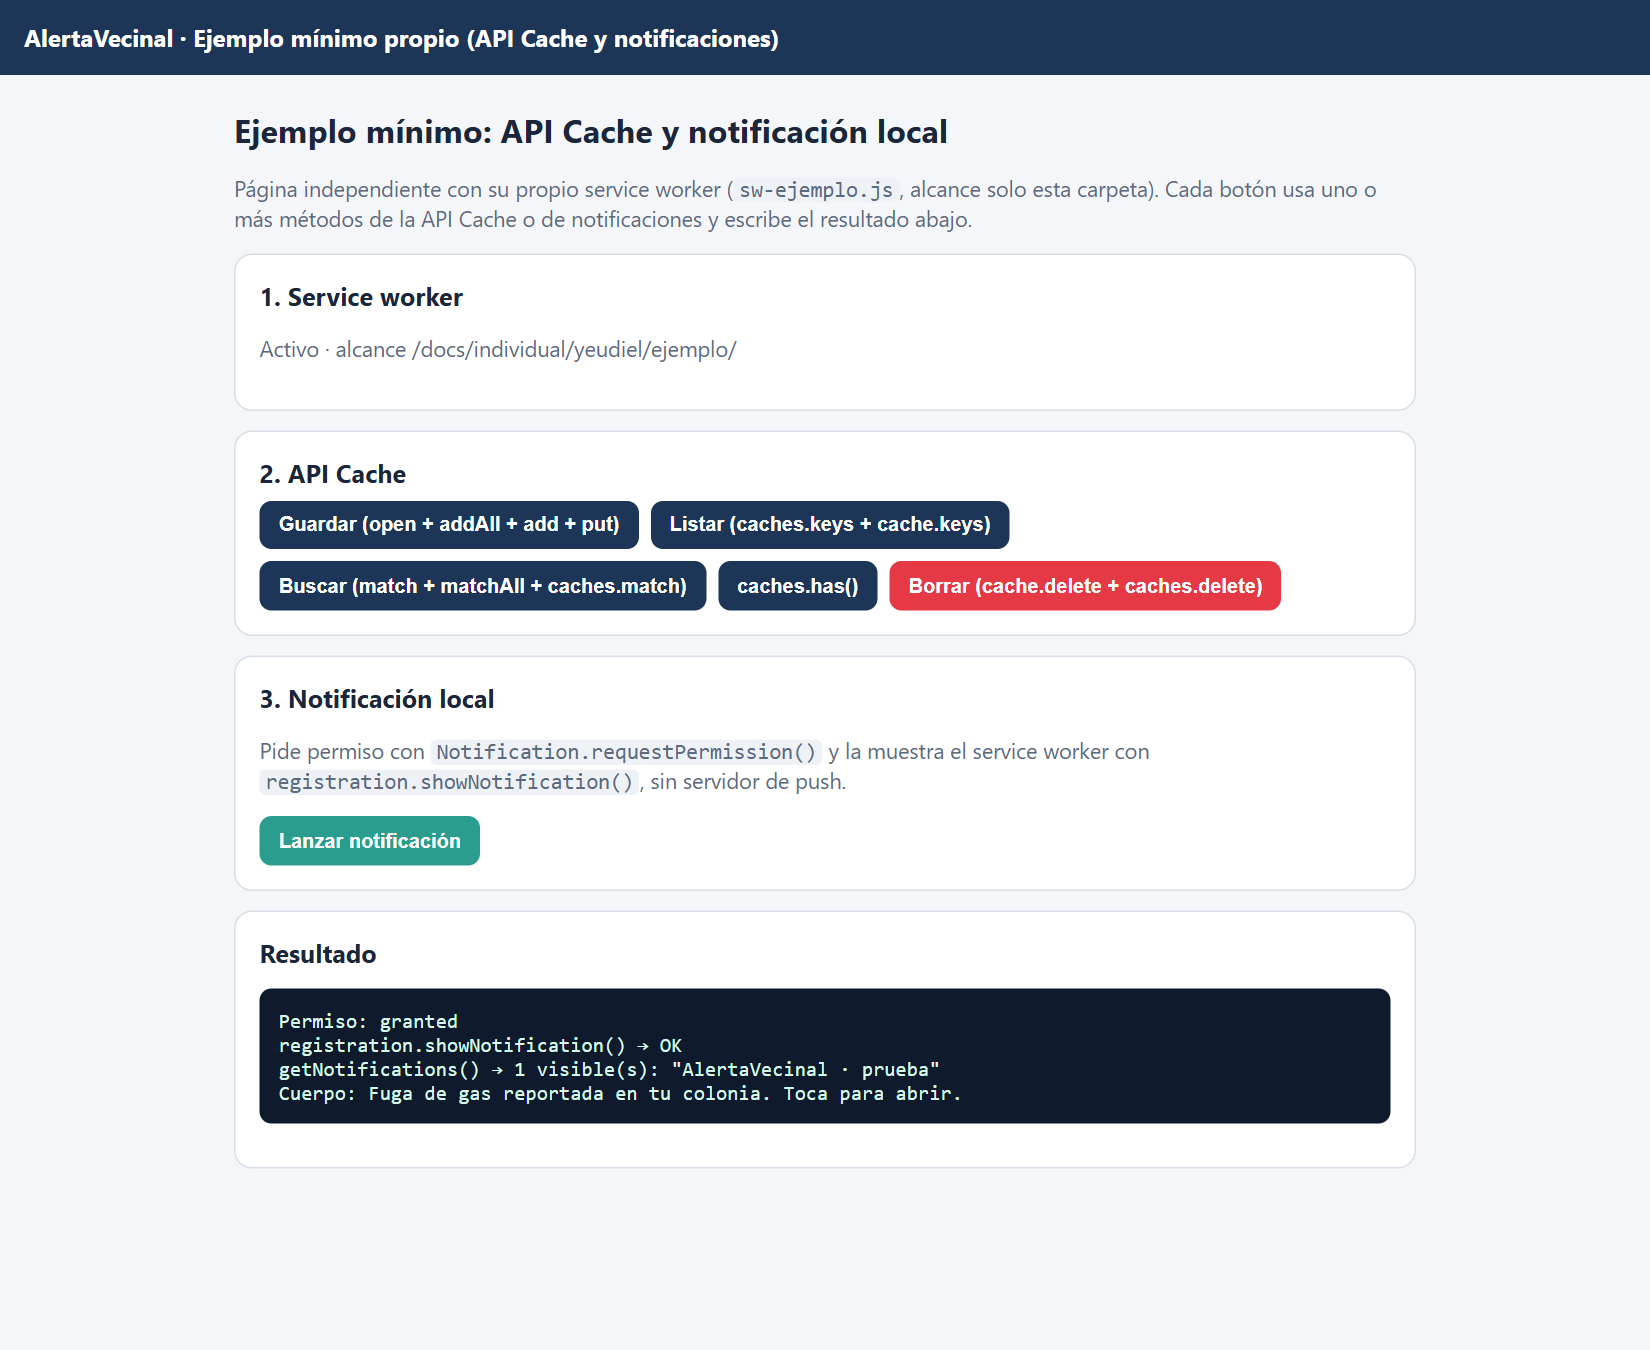 AlertaVecinal · Ejemplo mínimo propio (API Cache y notificaciones)
Ejemplo mínimo: API Cache y notificación local
Página independiente con su propio service worker ( sw-ejemplo.js , alcance solo esta carpeta). Cada botón usa uno o
más métodos de la API Cache o de notificaciones y escribe el resultado abajo.
1. Service worker
Activo · alcance /docs/individual/yeudiel/ejemplo/
2. API Cache
Guardar (open + addAll + add + put)
Listar (caches.keys + cache.keys)
Buscar (match + matchAll + caches.match)
caches.has()
Borrar (cache.delete + caches.delete)
3. Notificación local
Pide permiso con Notification.requestPermission() y la muestra el service worker con
registration.showNotification() , sin servidor de push.
Lanzar notificación
Resultado
Permiso: granted
registration.showNotification() → OK
getNotifications() → 1 visible(s): "AlertaVecinal · prueba"
Cuerpo: Fuga de gas reportada en tu colonia. Toca para abrir.